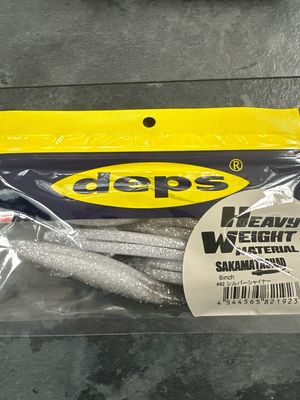 deps®
HEAVY
WEIGHT
MATERIAL
SAKAMATA SHAD
6inch
#92 シルバーシャイナー
4 544565 821923